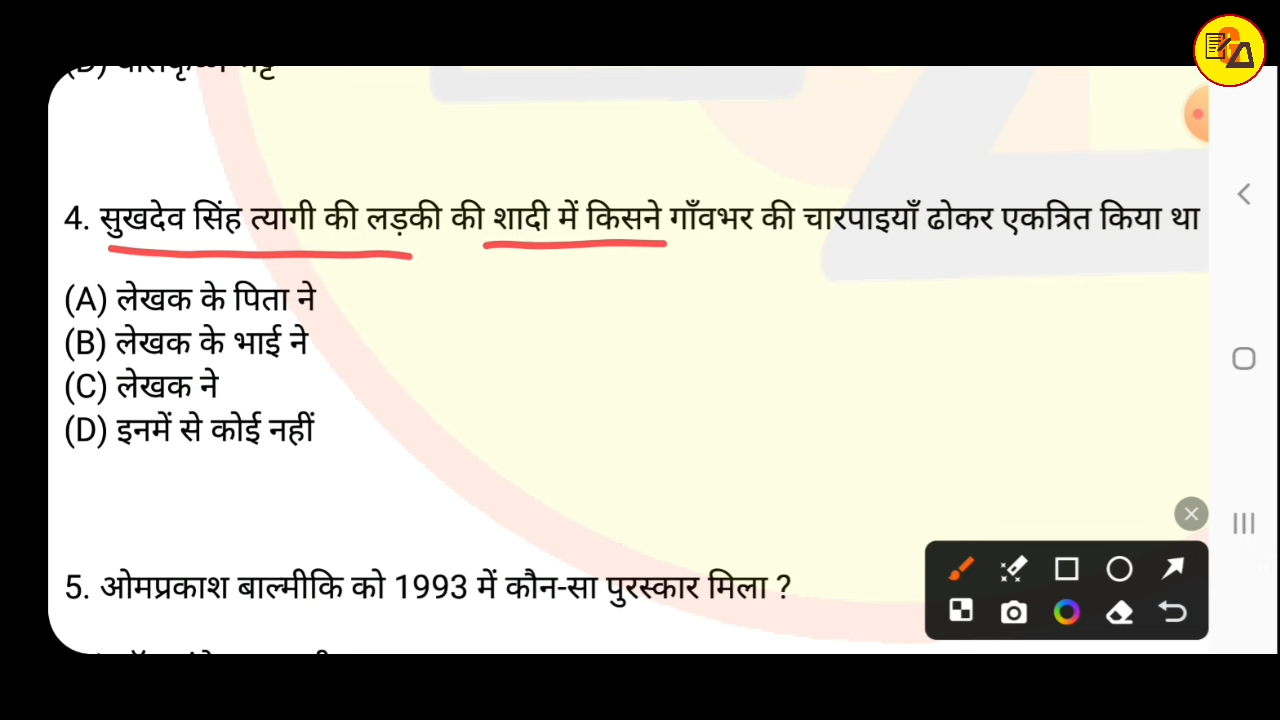 4. सुखदेव सिंह त्यागी की लड़की की शादी में किसने गाँवभर की चारपाइयाँ ढोकर एकत्रित किया था
(A) लेखक के पिता ने
(B) लेखक के भाई ने
(C) लेखक ने
(D) इनमें से कोई नहीं
5. ओमप्रकाश बाल्मीकि को 1993 में कौन-सा पुरस्कार मिला ?